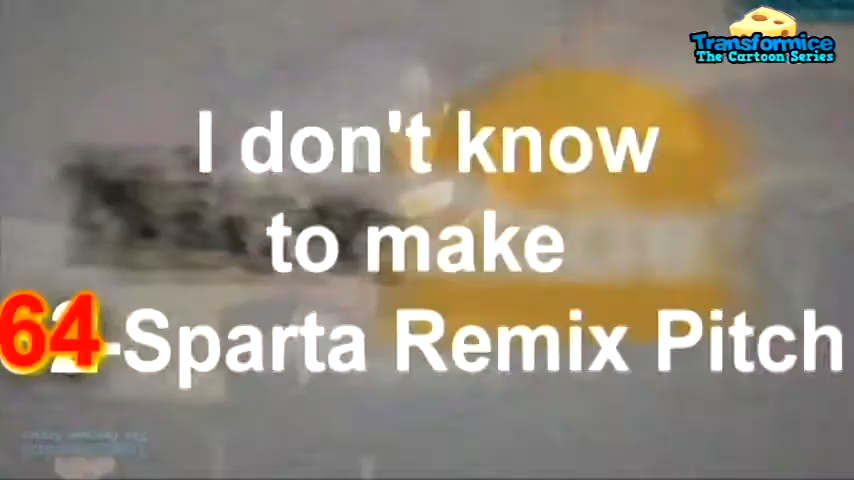 Transformice
The Cartoon Series
I don't know
to make
64-Sparta Remix Pitch